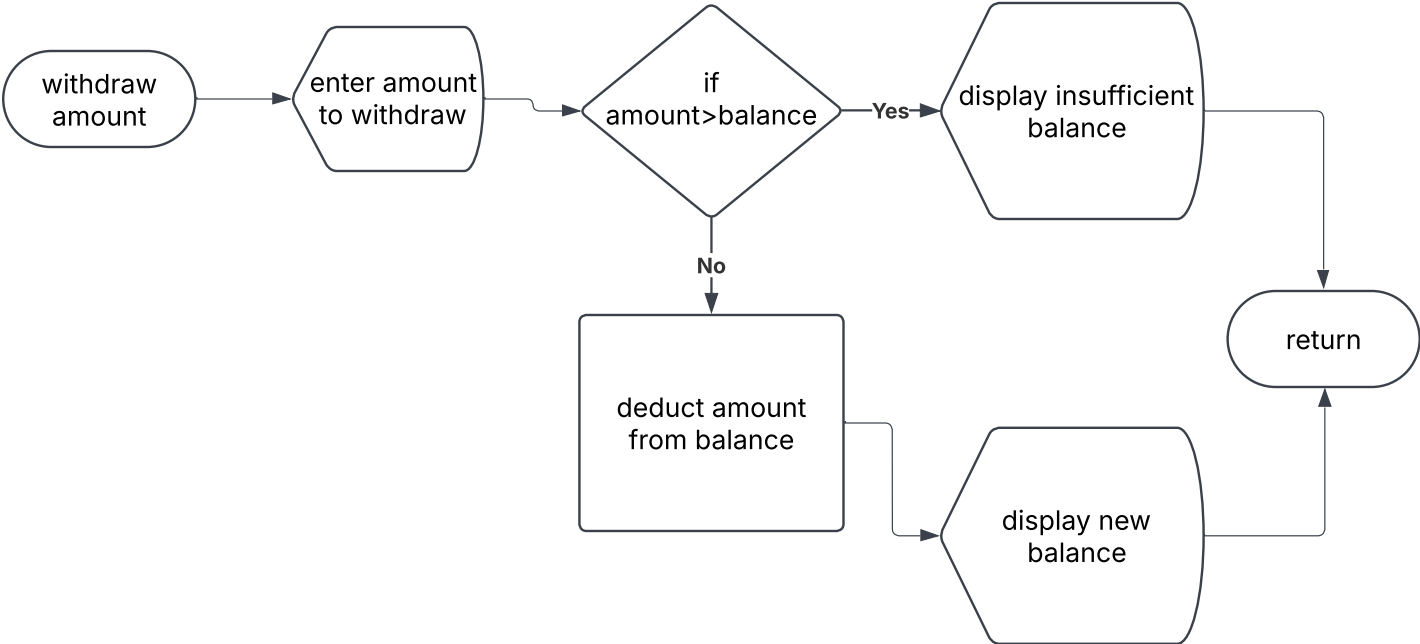 withdraw
amount
enter amount
to withdraw
if
amount>balance
Yes
display insufficient
balance
No
deduct amount
from balance
display new
balance
return